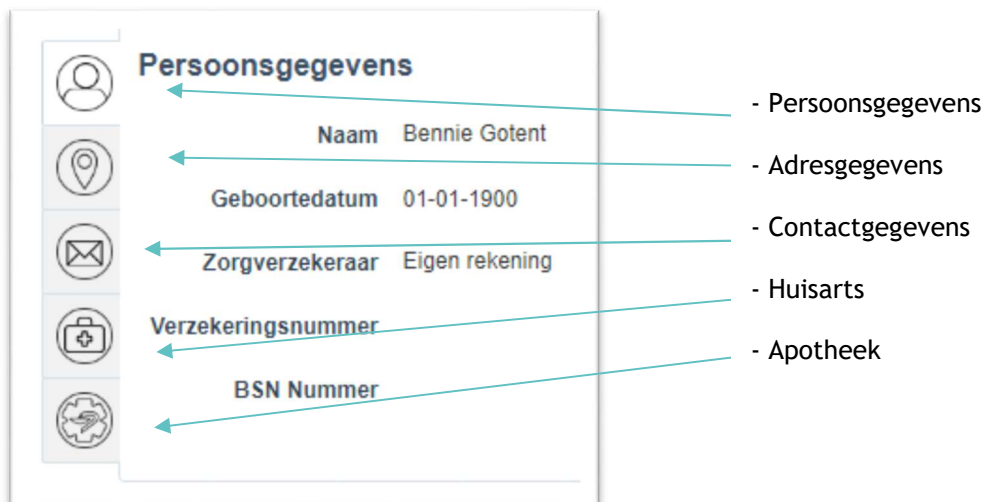 Persoonsgegevens
Naam Bennie Gotent
Geboortedatum 01-01-1900
Zorgverzekeraar Eigen rekening
Verzekeringsnummer
BSN Nummer
- Persoonsgegevens
- Adresgegevens
- Contactgegevens
- Huisarts
- Apotheek